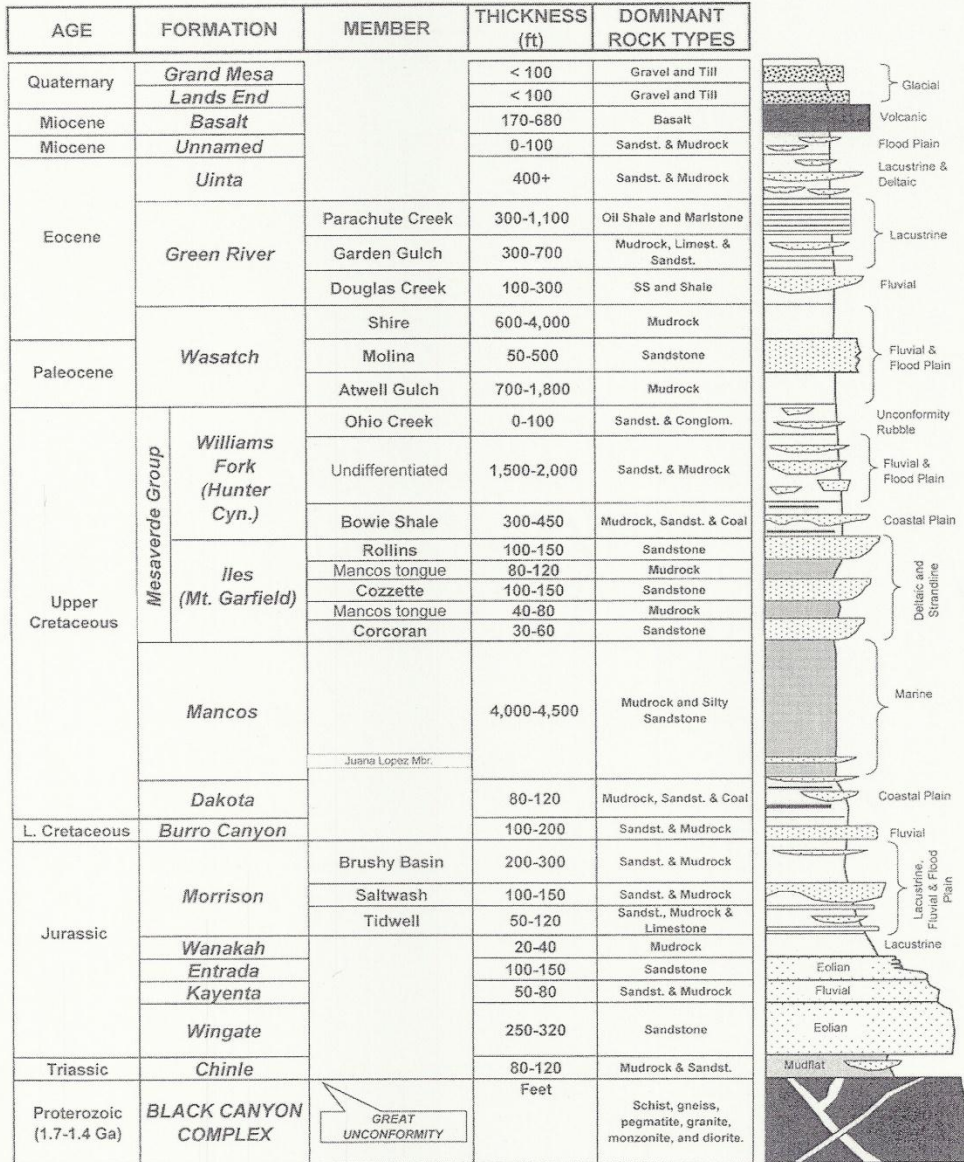 AGE FORMATION MEMBER THICKNESS (ft) DOMINANT ROCK TYPES
Quaternary Grand Mesa < 100 Gravel and Till Glacial
Lands End < 100 Gravel and Till
Miocene Basalt 170-680 Basalt Volcanic
Miocene Unnamed 0-100 Sandst. & Mudrock Flood Plain
Eocene Uinta 400+ Sandst. & Mudrock Lacustrine & Deltaic
Green River Parachute Creek 300-1,100 Oil Shale and Marlstone Lacustrine
Garden Gulch 300-700 Mudrock, Limest. & Sandst.
Douglas Creek 100-300 SS and Shale Fluvial
Wasatch Shire 600-4,000 Mudrock
Paleocene Molina 50-500 Sandstone Fluvial & Flood Plain
Atwell Gulch 700-1,800 Mudrock
Upper Cretaceous Mesaverde Group Williams Fork (Hunter Cyn.) Ohio Creek 0-100 Sandst. & Conglom. Unconformity Rubble
Undifferentiated 1,500-2,000 Sandst. & Mudrock Fluvial & Flood Plain
Bowie Shale 300-450 Mudrock, Sandst. & Coal Coastal Plain
Iles (Mt. Garfield) Rollins 100-150 Sandstone Deltaic and Strandline
Mancos tongue 80-120 Mudrock
Cozzette 100-150 Sandstone
Mancos tongue 40-80 Mudrock
Corcoran 30-60 Sandstone
Mancos 4,000-4,500 Mudrock and Silty Sandstone Marine
Juana Lopez Mbr.
Dakota 80-120 Mudrock, Sandst. & Coal Coastal Plain
L. Cretaceous Burro Canyon 100-200 Sandst. & Mudrock Fluvial
Jurassic Morrison Brushy Basin 200-300 Sandst. & Mudrock Lacustrine, Fluvial & Flood Plain
Saltwash 100-150 Sandst. & Mudrock
Tidwell 50-120 Sandst., Mudrock & Limestone
Wanakah 20-40 Mudrock Lacustrine
Entrada 100-150 Sandstone Eolian
Kayenta 50-80 Sandst. & Mudrock Fluvial
Wingate 250-320 Sandstone Eolian
Triassic Chinle 80-120 Mudrock & Sandst. Mudflat
Proterozoic (1.7-1.4 Ga) BLACK CANYON COMPLEX GREAT UNCONFORMITY Feet Schist, gneiss, pegmatite, granite, monzonite, and diorite.